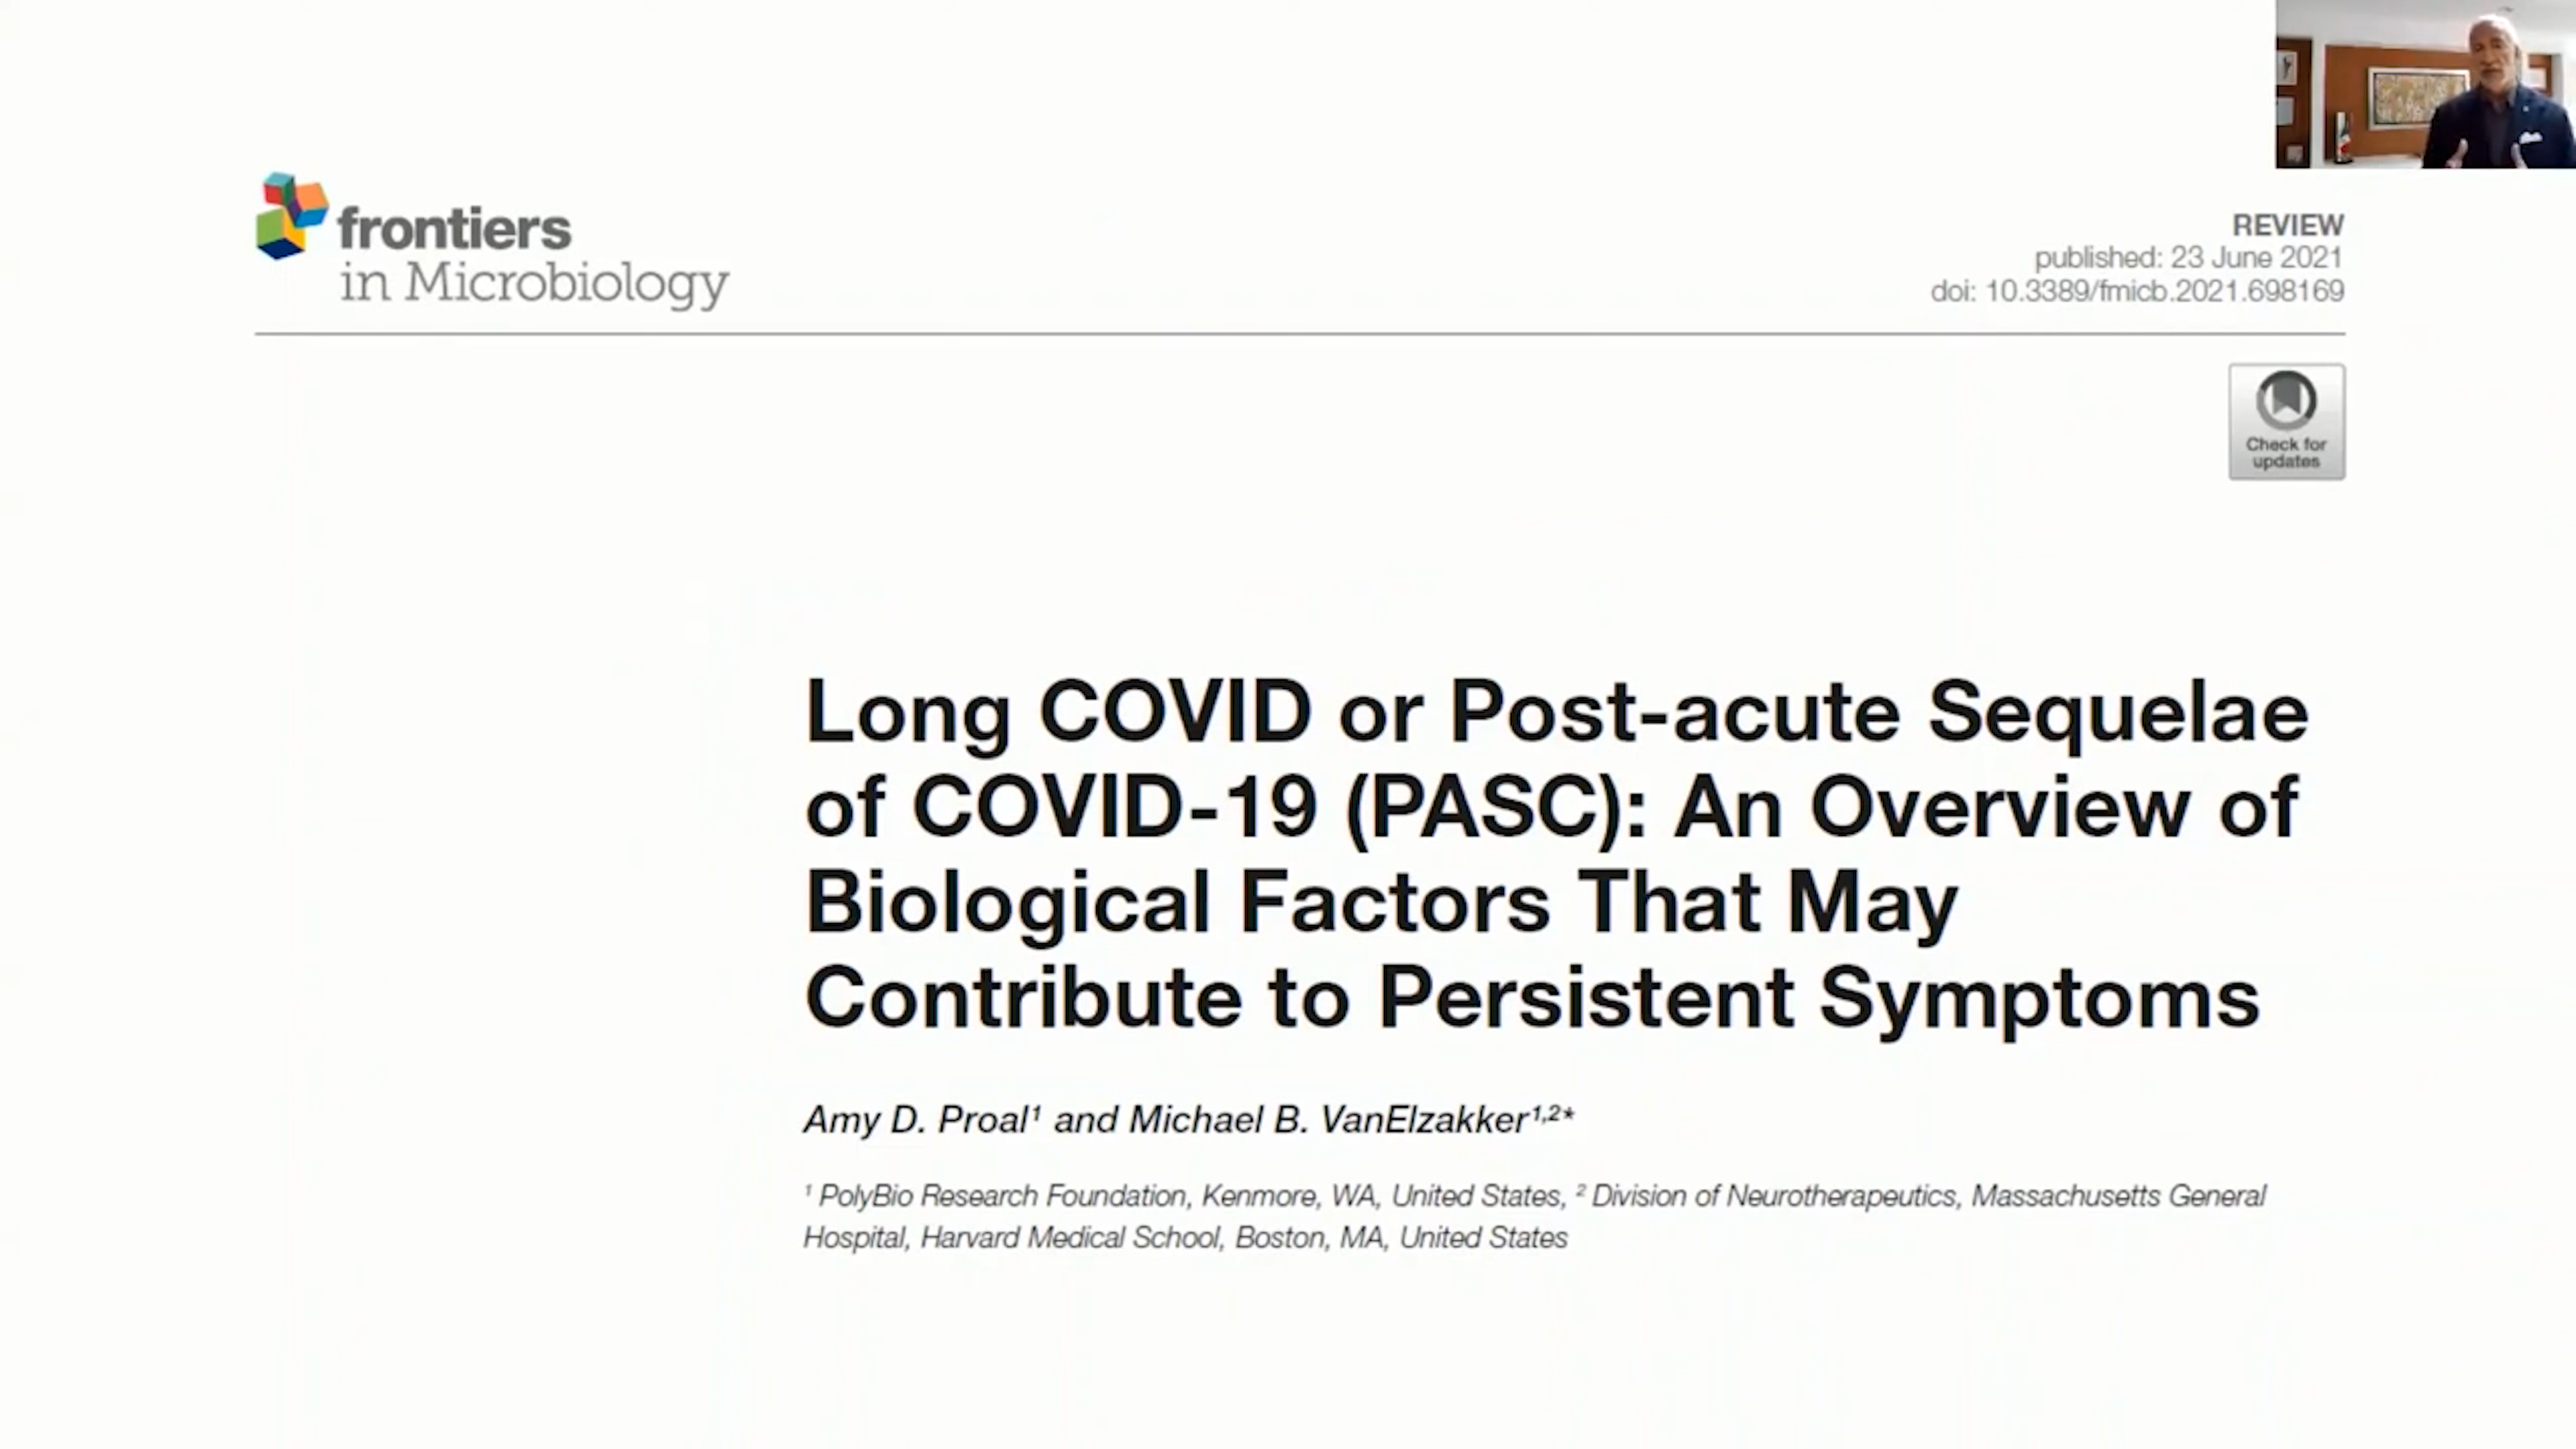 frontiers
in Microbiology
REVIEW
published: 23 June 2021
doi: 10.3389/fmicb.2021.698169
Check for
updates
Long COVID or Post-acute Sequelae
of COVID-19 (PASC): An Overview of
Biological Factors That May
Contribute to Persistent Symptoms
Amy D. Proal¹ and Michael B. VanElzakker¹,²*
¹ PolyBio Research Foundation, Kenmore, WA, United States, ² Division of Neurotherapeutics, Massachusetts General
Hospital, Harvard Medical School, Boston, MA, United States